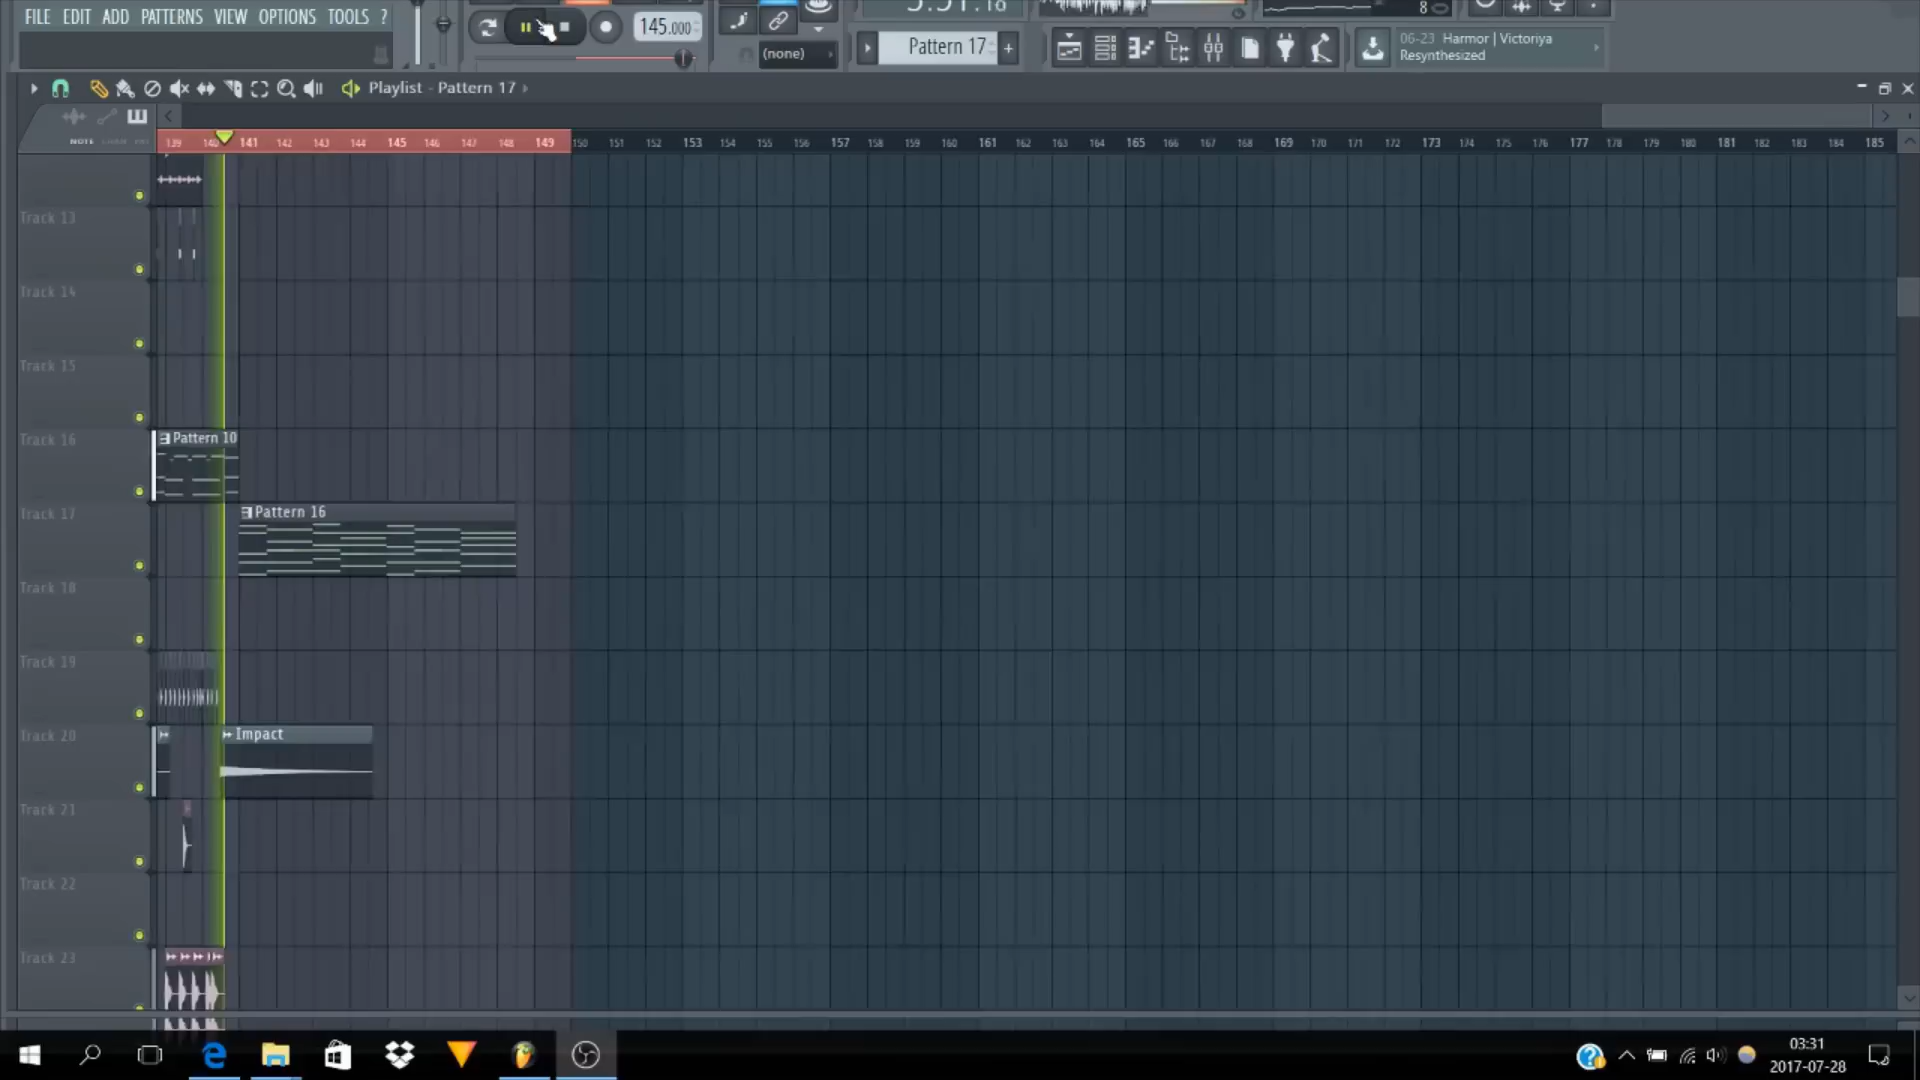 FILE EDIT ADD PATTERNS VIEW OPTIONS TOOLS ?
145.000
(none)
Pattern 17
+
8
06-23 Harmor | Victoriya
Resynthesized
Playlist - Pattern 17
NOTE
139 140 141 142 143 144 145 146 147 148 149 150 151 152 153 154 155 156 157 158 159 160 161 162 163 164 165 166 167 168 169 170 171 172 173 174 175 176 177 178 179 180 181 182 183 184 185
Track 13
Track 14
Track 15
Track 16
Pattern 10
Track 17
Pattern 16
Track 18
Track 19
Track 20
Impact
Track 21
Track 22
Track 23
03:31
2017-07-28